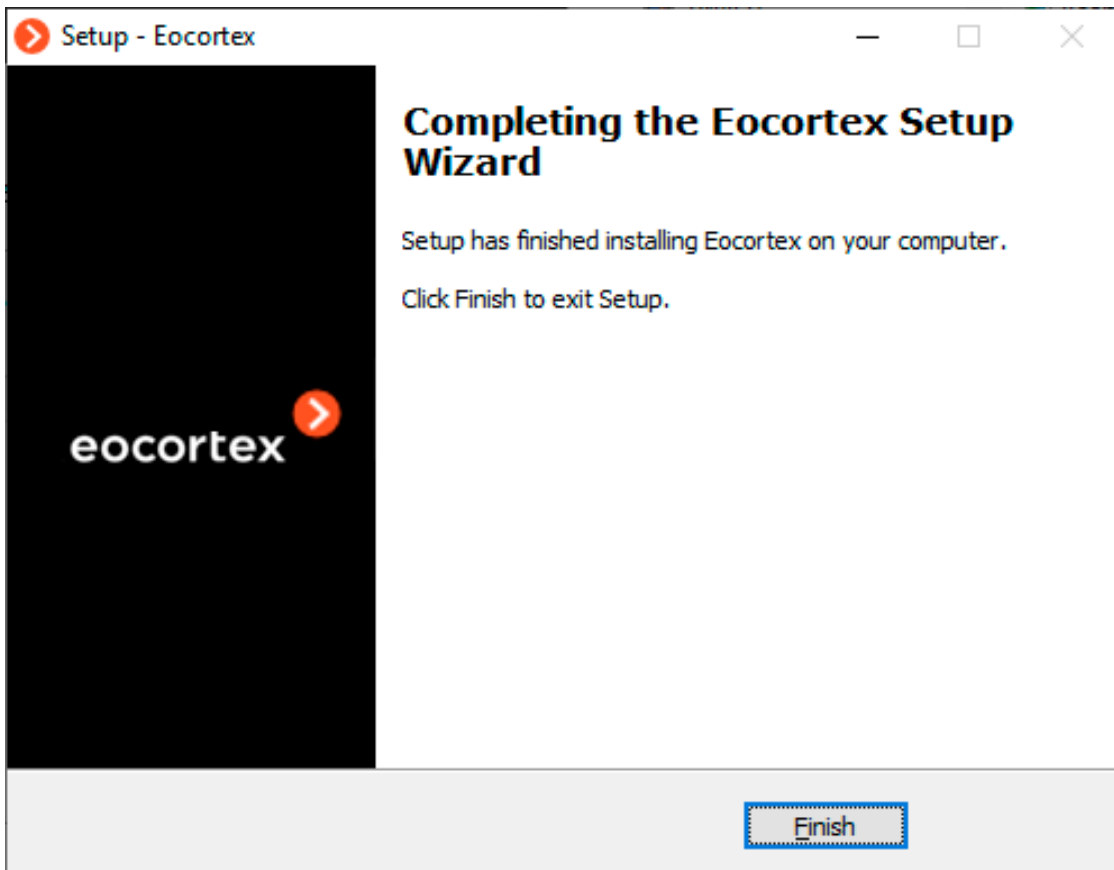 Setup - Eocortex
Completing the Eocortex Setup
Wizard
Setup has finished installing Eocortex on your computer.
Click Finish to exit Setup.
eocortex
Finish